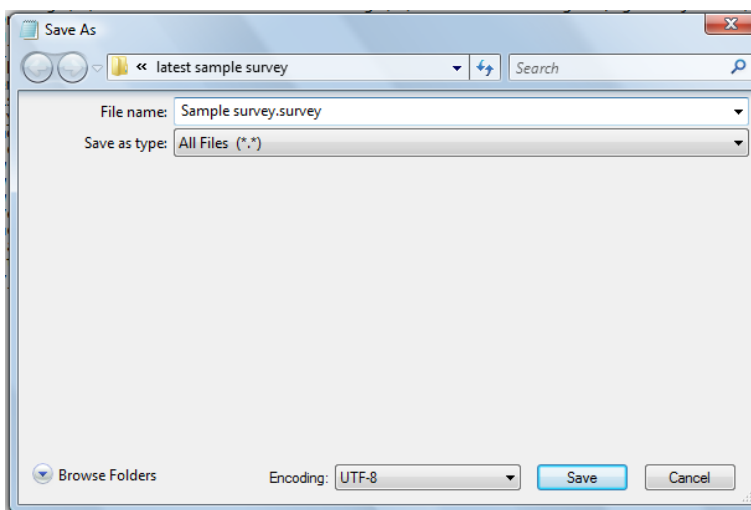 Save As
« latest sample survey
Search
File name: Sample survey.survey
Save as type: All Files (*.*)
Browse Folders Encoding: UTF-8 Save Cancel